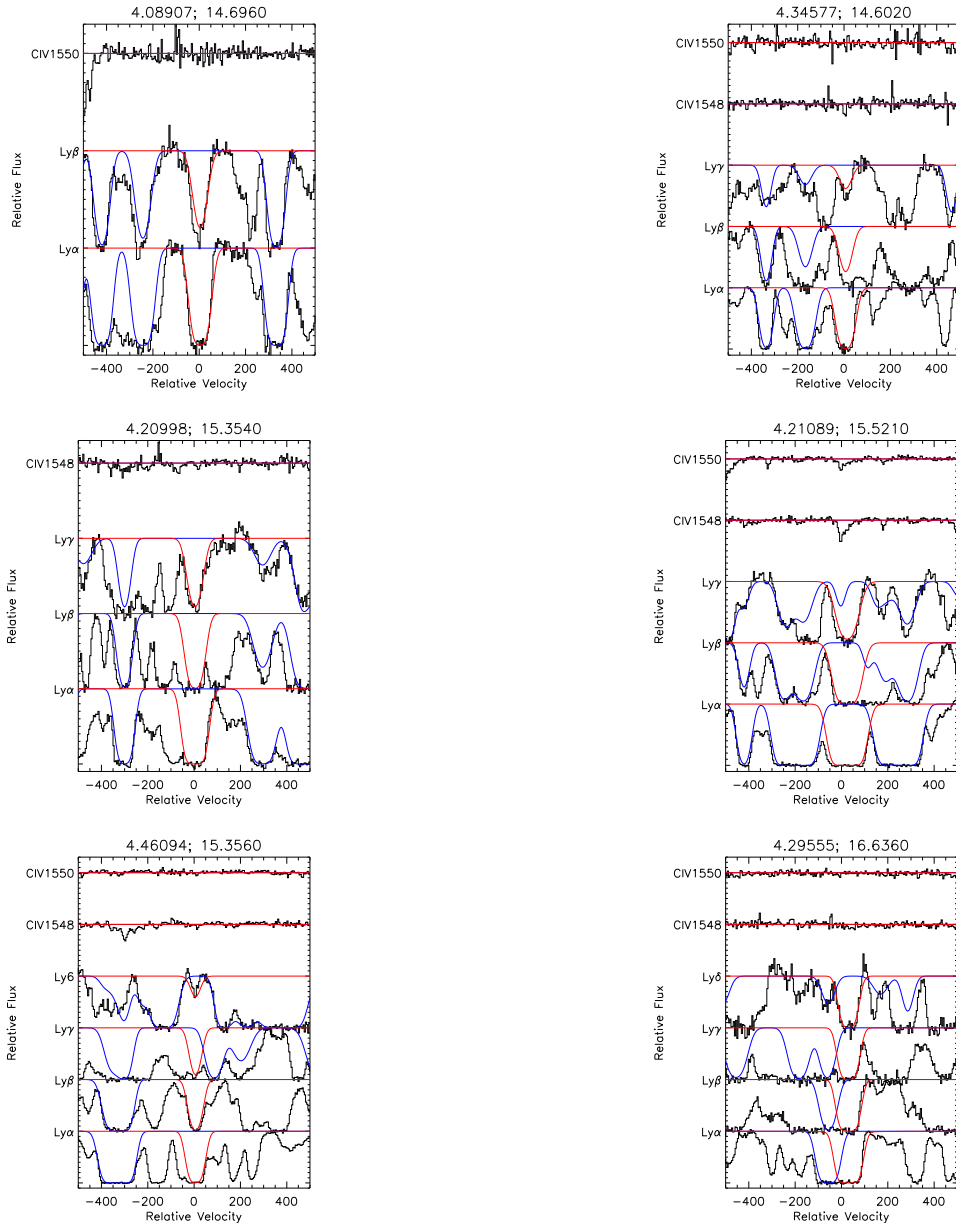 4.08907; 14.6960
CIV1550
Lyβ
Lyα
Relative Flux
−400 −200 0 200 400
Relative Velocity
4.34577; 14.6020
CIV1550
CIV1548
Lyγ
Lyβ
Lyα
Relative Flux
−400 −200 0 200 400
Relative Velocity
4.20998; 15.3540
CIV1548
Lyγ
Lyβ
Lyα
Relative Flux
−400 −200 0 200 400
Relative Velocity
4.21089; 15.5210
CIV1550
CIV1548
Lyγ
Lyβ
Lyα
Relative Flux
−400 −200 0 200 400
Relative Velocity
4.46094; 15.3560
CIV1550
CIV1548
Ly6
Lyγ
Lyβ
Lyα
Relative Flux
−400 −200 0 200 400
Relative Velocity
4.29555; 16.6360
CIV1550
CIV1548
Lyδ
Lyγ
Lyβ
Lyα
Relative Flux
−400 −200 0 200 400
Relative Velocity